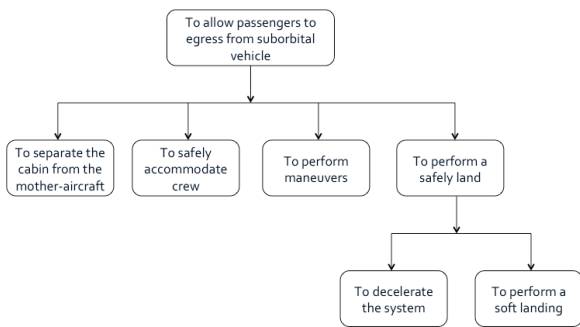 To allow passengers to
egress from suborbital
vehicle
To separate the
cabin from the
mother-aircraft
To safely
accommodate
crew
To perform
maneuvers
To perform a
safely land
To decelerate
the system
To perform a
soft landing